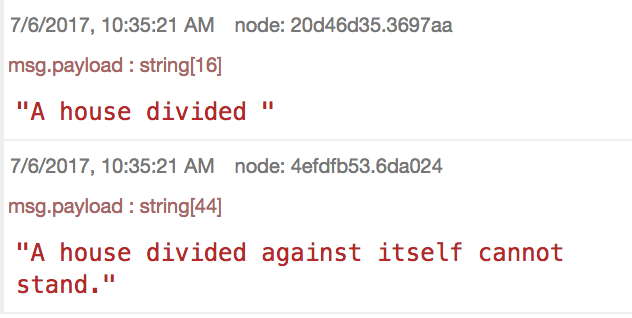 7/6/2017, 10:35:21 AM node: 20d46d35.3697aa
msg.payload : string[16]
"A house divided "
7/6/2017, 10:35:21 AM node: 4efdfb53.6da024
msg.payload : string[44]
"A house divided against itself cannot
stand."